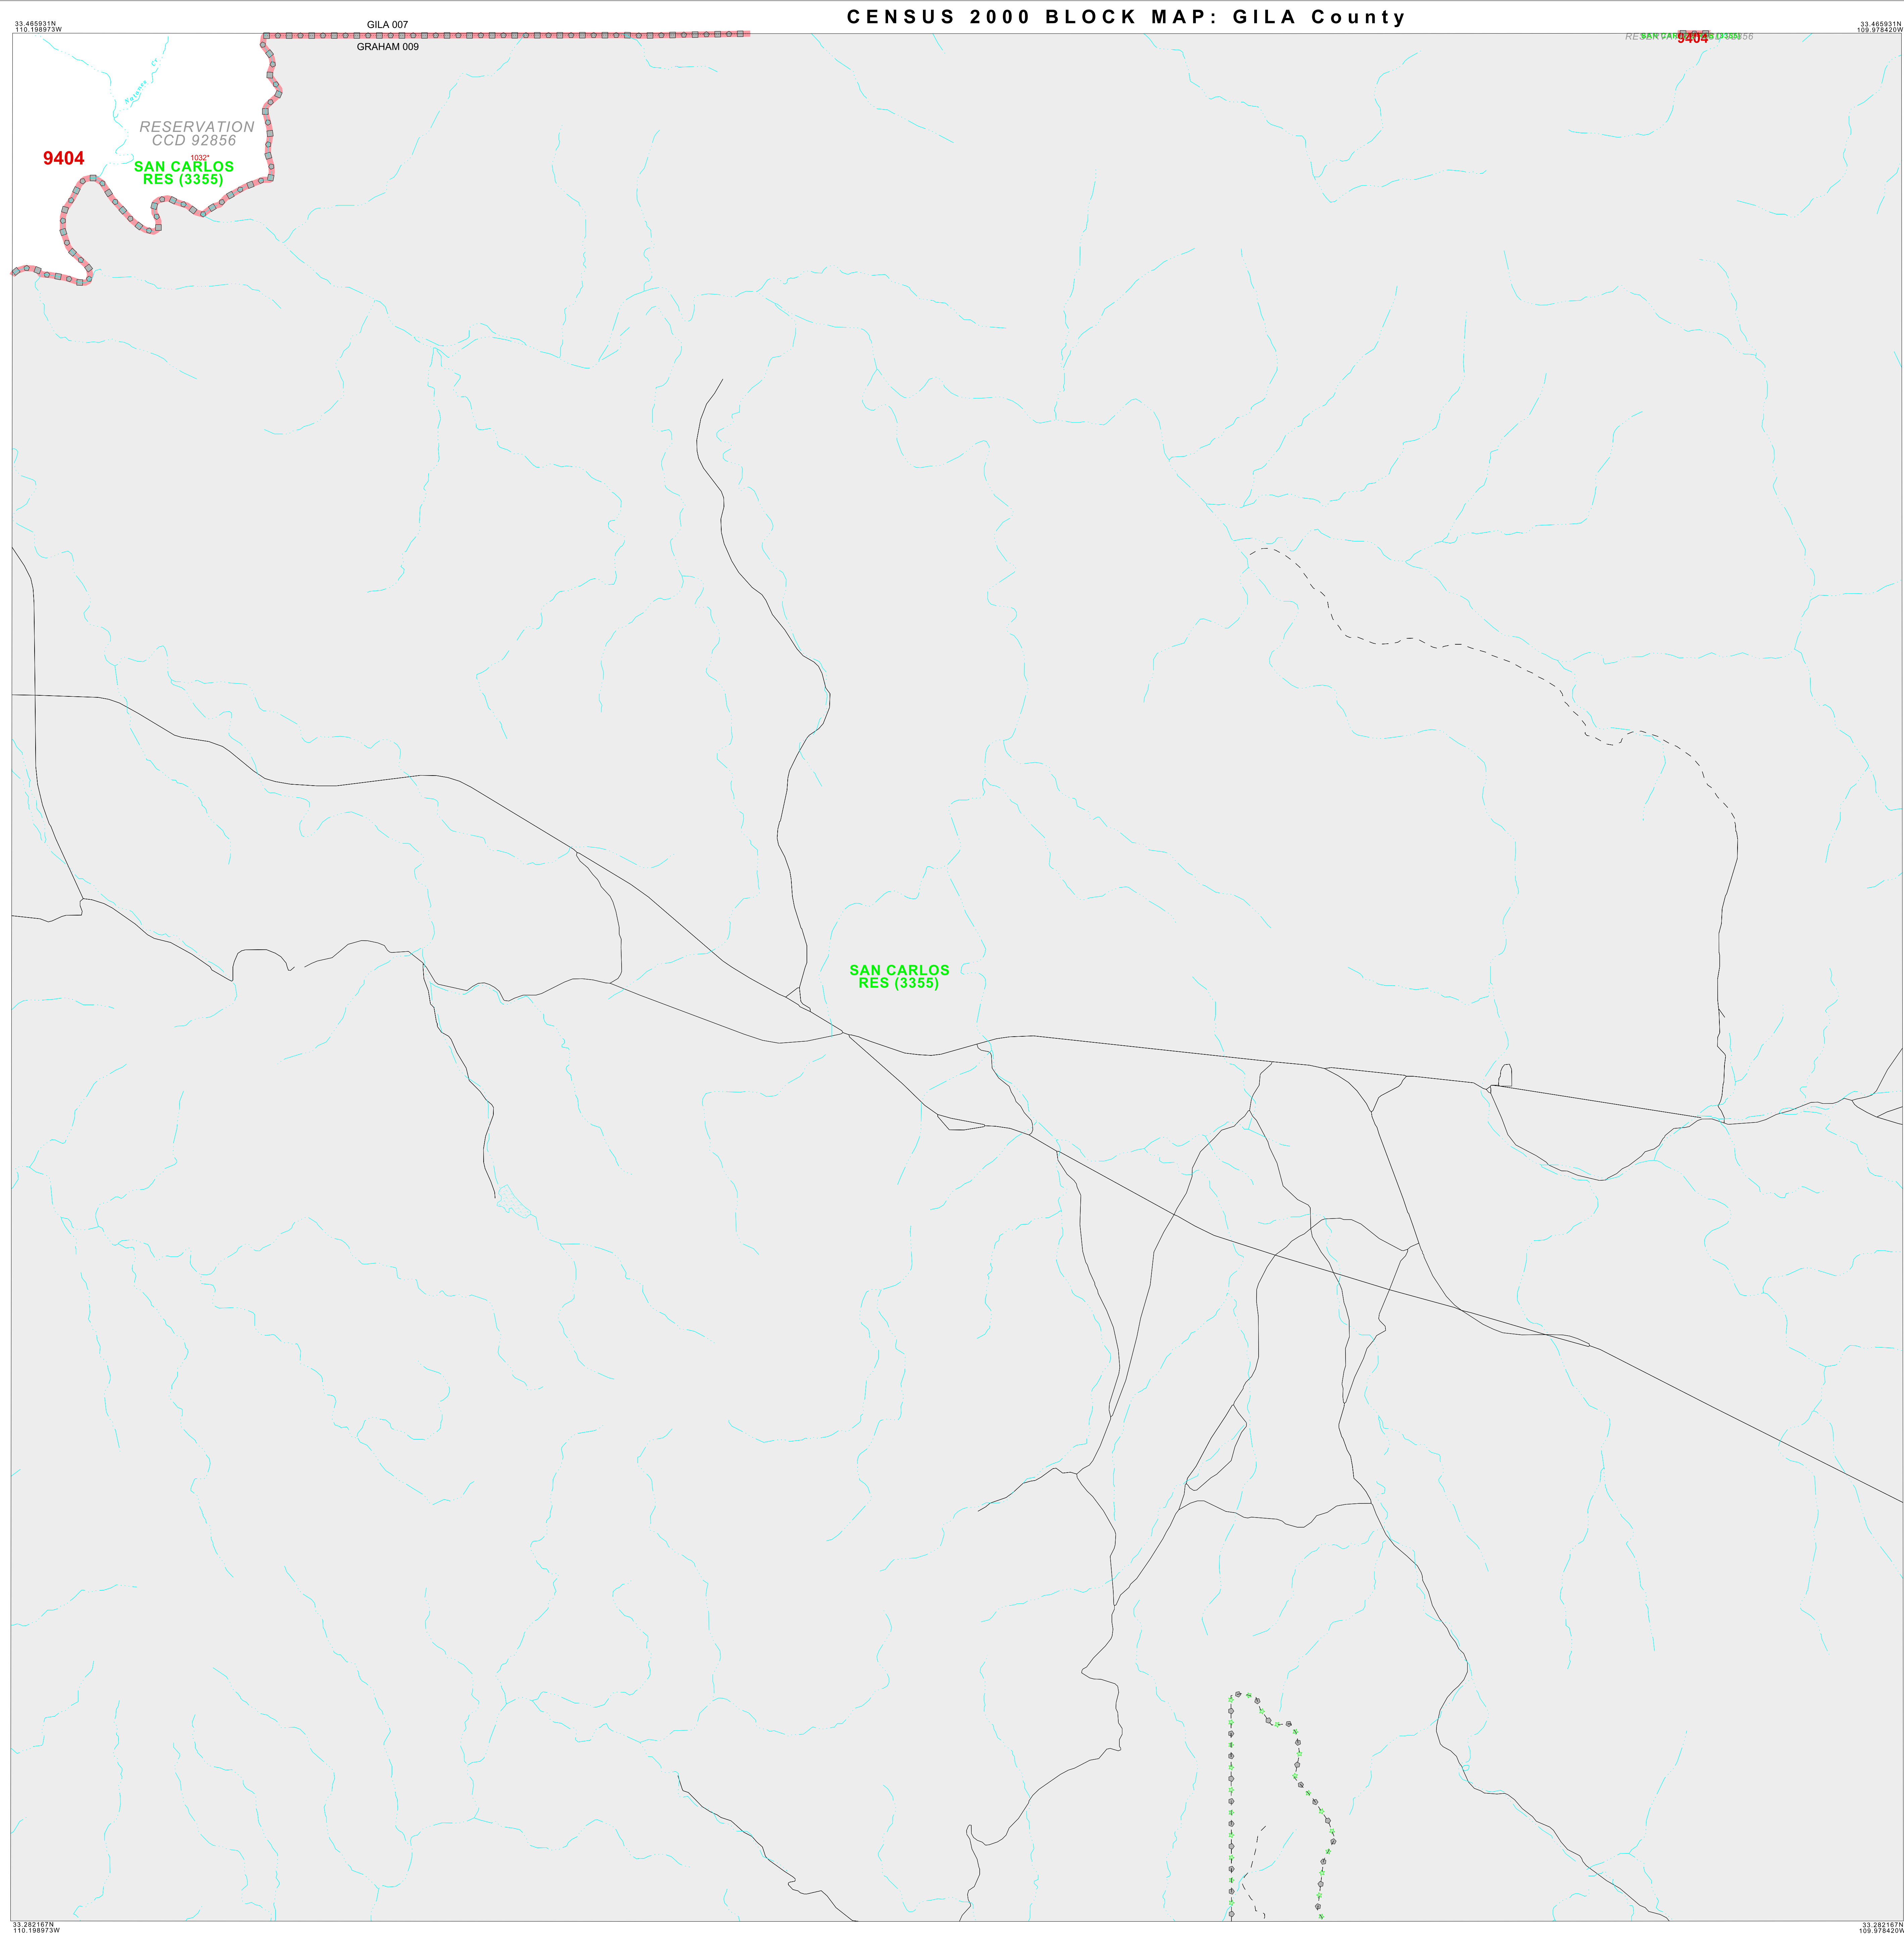 CENSUS 2000 BLOCK MAP: GILA County
33.465931N
110.198973W
GILA 007
GRAHAM 009
33.465931N
109.978420W
RESERVATION
CCD 92856
9404
1032*
SAN CARLOS
RES (3355)
9404
SAN CARLOS
RES (3355)
33.282167N
110.198973W
33.282167N
109.978420W